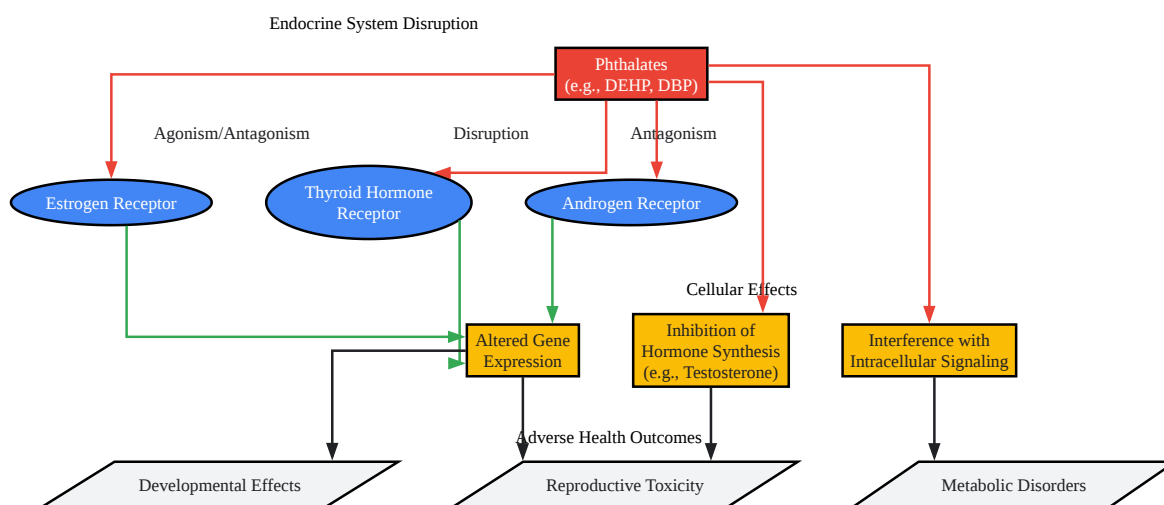 Endocrine System Disruption
Phthalates
(e.g., DEHP, DBP)
Agonism/Antagonism
Disruption
Antagonism
Estrogen Receptor
Thyroid Hormone
Receptor
Androgen Receptor
Cellular Effects
Altered Gene
Expression
Inhibition of
Hormone Synthesis
(e.g., Testosterone)
Interference with
Intracellular Signaling
Adverse Health Outcomes
Developmental Effects
Reproductive Toxicity
Metabolic Disorders